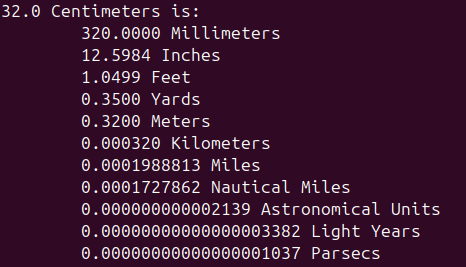 32.0 Centimeters is:
320.0000 Millimeters
12.5984 Inches
1.0499 Feet
0.3500 Yards
0.3200 Meters
0.000320 Kilometers
0.0001988813 Miles
0.0001727862 Nautical Miles
0.000000000002139 Astronomical Units
0.00000000000000003382 Light Years
0.00000000000000001037 Parsecs